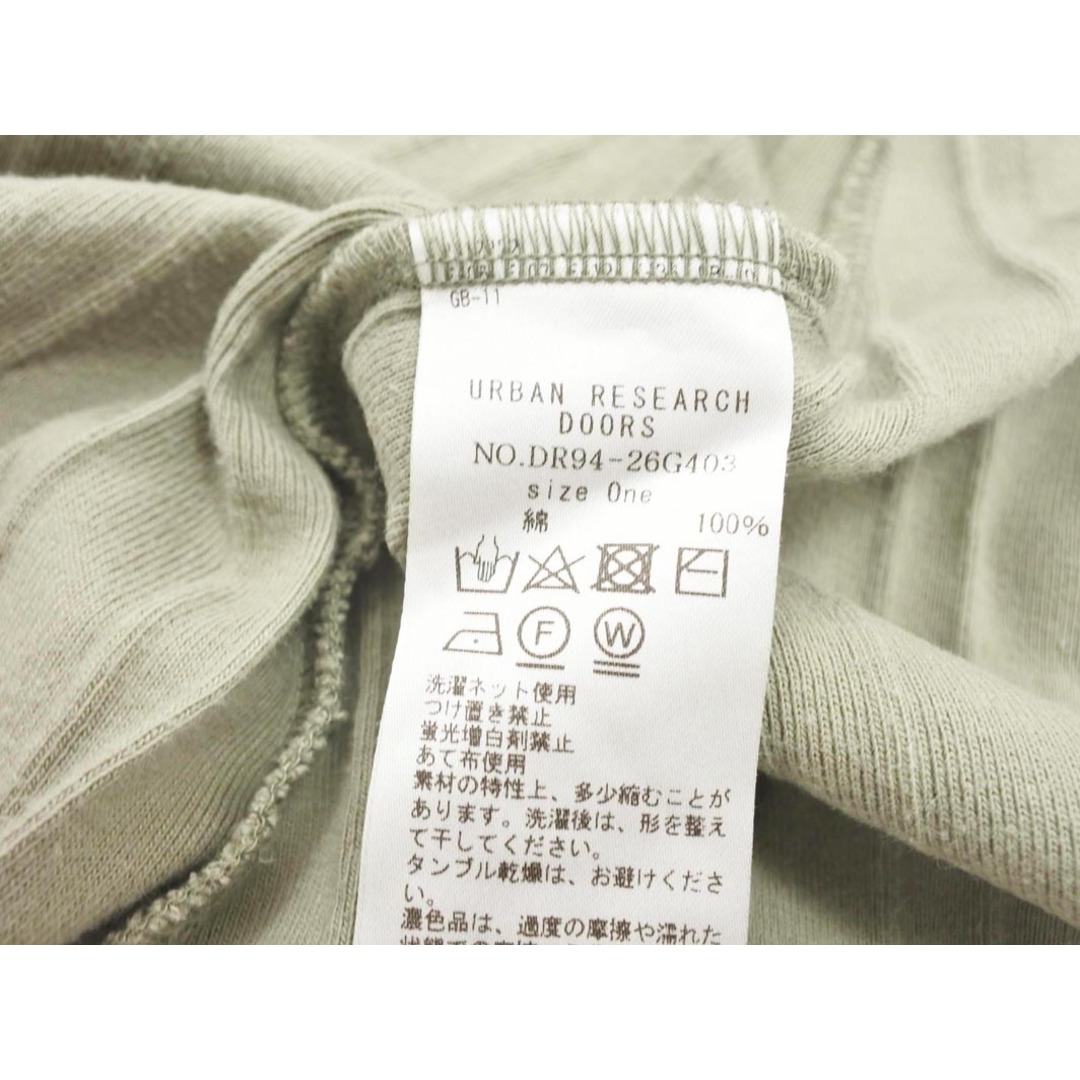 GB-11
URBAN RESEARCH
DOORS
NO.DR94-26G403
size One
綿 100%
F W
洗濯ネット使用
つけ置き禁止
蛍光増白剤禁止
あて布使用
素材の特性上、多少縮むことが
あります。洗濯後は、形を整え
て干してください。
タンブル乾燥は、お避けくださ
い。
濃色品は、過度の摩擦や濡れた